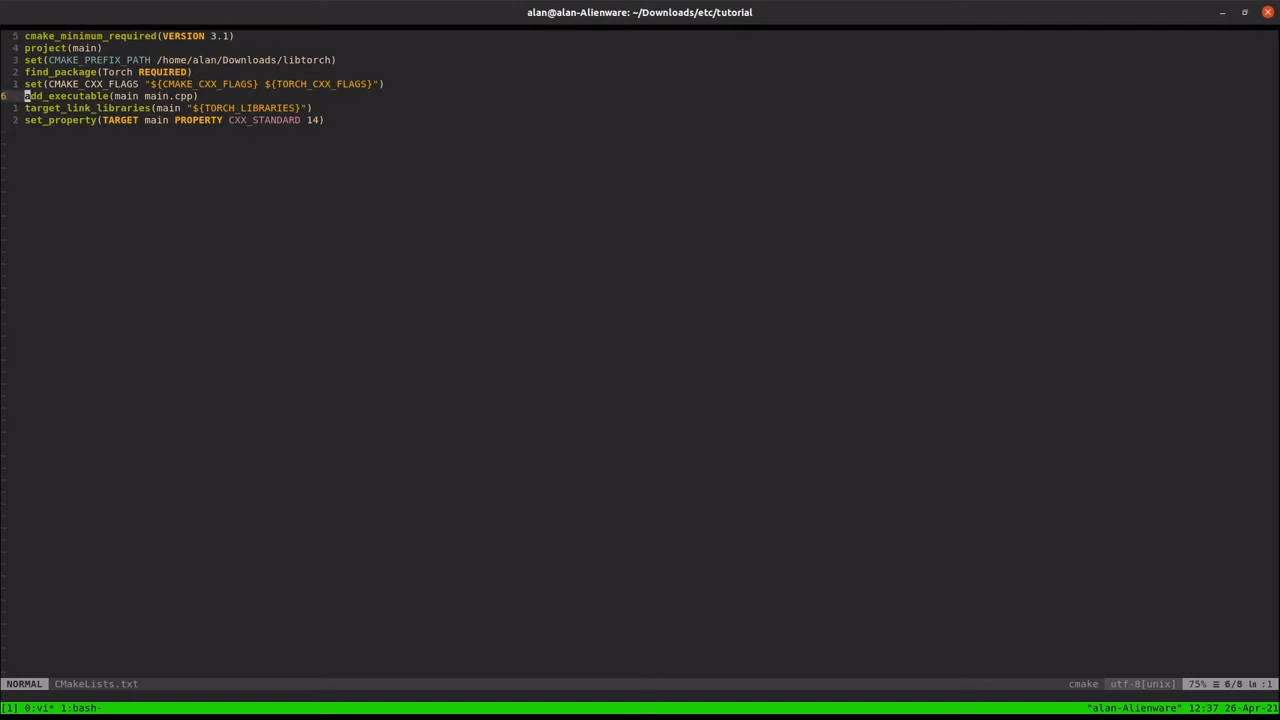 alan@alan-Alienware: ~/Downloads/etc/tutorial
5 cmake_minimum_required(VERSION 3.1)
4 project(main)
3 set(CMAKE_PREFIX_PATH /home/alan/Downloads/libtorch)
2 find_package(Torch REQUIRED)
1 set(CMAKE_CXX_FLAGS "${CMAKE_CXX_FLAGS} ${TORCH_CXX_FLAGS}")
6 add_executable(main main.cpp)
1 target_link_libraries(main "${TORCH_LIBRARIES}")
2 set_property(TARGET main PROPERTY CXX_STANDARD 14)
NORMAL CMakeLists.txt cmake utf-8[unix] 75% ☰ 6/8 ln :1
[1] 0:vi* 1:bash- "alan-Alienware" 12:37 26-Apr-21